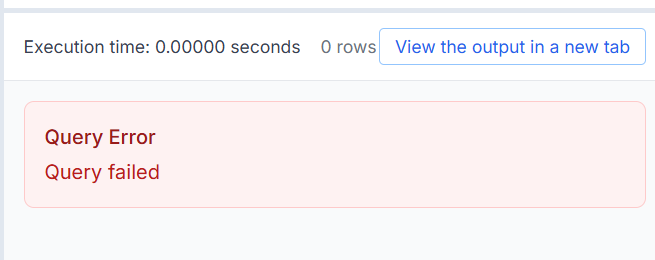 Execution time: 0.00000 seconds 0 rows View the output in a new tab
Query Error
Query failed